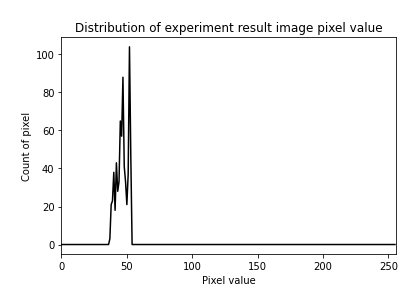 Distribution of experiment result image pixel value
Count of pixel
100
80
60
40
20
0
0 50 100 150 200 250
Pixel value